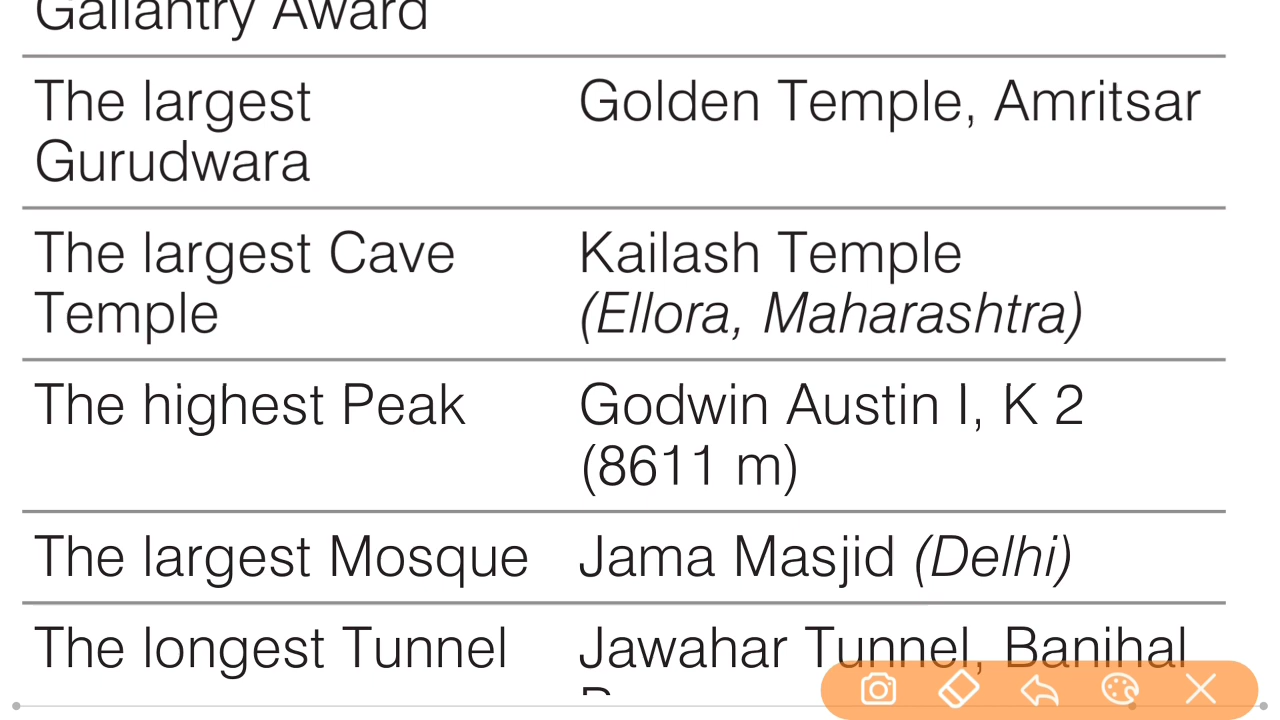 Gallantry Award
The largest Golden Temple, Amritsar
Gurudwara
The largest Cave Kailash Temple
Temple (Ellora, Maharashtra)
The highest Peak Godwin Austin I, K 2
(8611 m)
The largest Mosque Jama Masjid (Delhi)
The longest Tunnel Jawahar Tunnel, Banihal